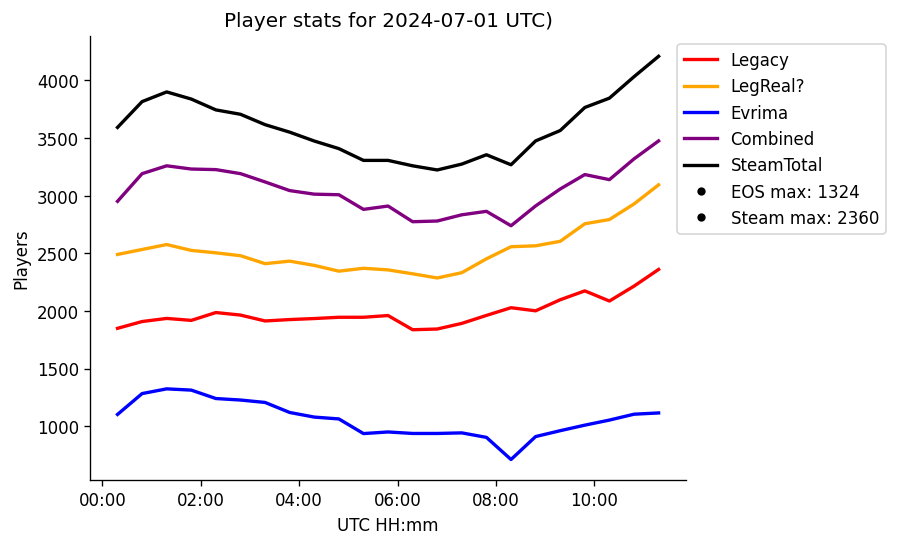 Player stats for 2024-07-01 UTC)
Legacy
LegReal?
Evrima
Combined
SteamTotal
EOS max: 1324
Steam max: 2360
Players
4000
3500
3000
2500
2000
1500
1000
00:00 02:00 04:00 06:00 08:00 10:00
UTC HH:mm